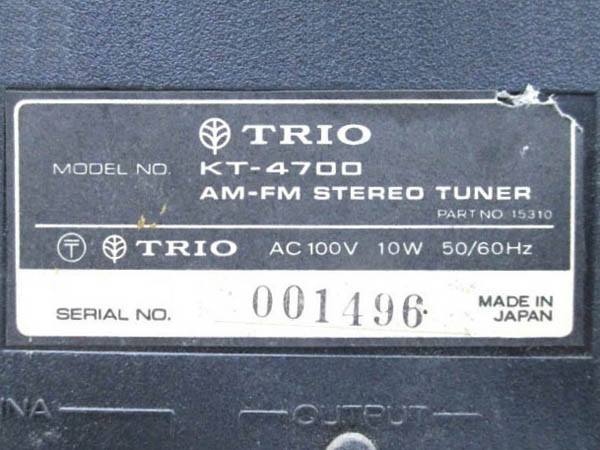 TRIO
MODEL NO. KT-4700
AM-FM STEREO TUNER
PART NO. 15310
〒 TRIO AC 100V 10W 50/60Hz
SERIAL NO. 001496 MADE IN JAPAN
NNA OUTPUT